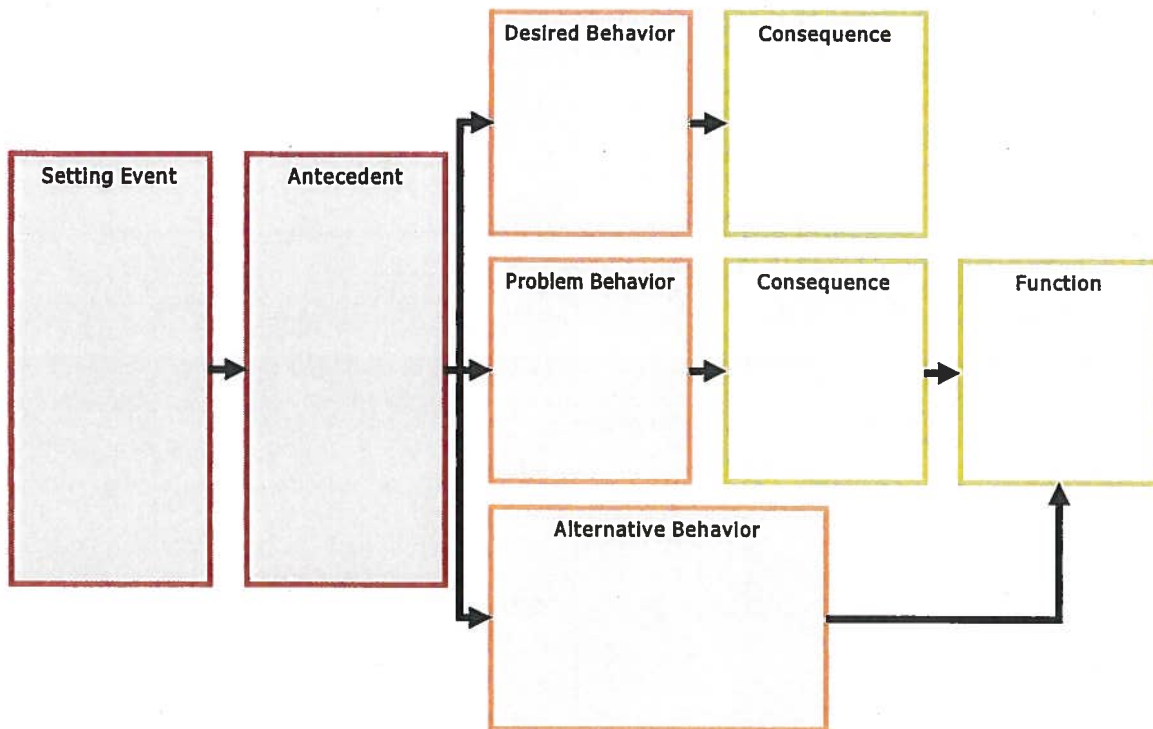 Desired Behavior
Consequence
Setting Event
Antecedent
Problem Behavior
Consequence
Function
Alternative Behavior